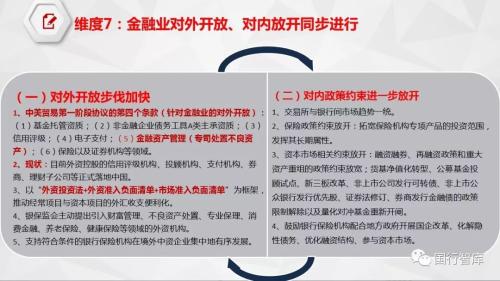 维度7：金融业对外开放、对内放开同步进行
（一）对外开放步伐加快
1、中美贸易第一阶段协议的第四个条款（针对金融业的对外开放）：
（1）基金托管资质；（2）非金融企业债务工具A类主承资质；（3）
信用评级；（4）电子支付；（5）金融资产管理（专司处置不良资
产）；（6）保险以及证券机构等领域。
2、现状：目前外资控股的信用评级机构、投顾机构、支付机构、券
商、理财子公司等正式落地中国。
3、以“外资投资法+外资准入负面清单+市场准入负面清单”为框架，
推动经常项目与资本项目的外汇收支便利化。
4、银保监会主动提出引入财富管理、不良资产处置、专业保理、消
费金融、养老保险、健康保险等领域的外资机构。
5、支持符合条件的银行保险机构在境外中资企业集中地有序发展。
（二）对内政策约束进一步放开
1、交易所与银行间市场趋势一统。
2、保险政策约束放开：拓宽保险机构专项产品的投资范围，
发挥其长期属性。
3、资本市场相关约束放开：融资融券、再融资政策和重大
资产重组的政策约束放宽；货基净值化转型、公募基金投
顾试点、新三板改革、非上市公司发行可转债、非上市公
众银行发行优先股、证券法修订、券商发行金融债的政策
限制解除以及量化对冲基金重新开闸。
4、鼓励银行保险机构配合地方政府开展国企改革、化解隐
性债务、优化融资结构、参与资本市场。
国行智库